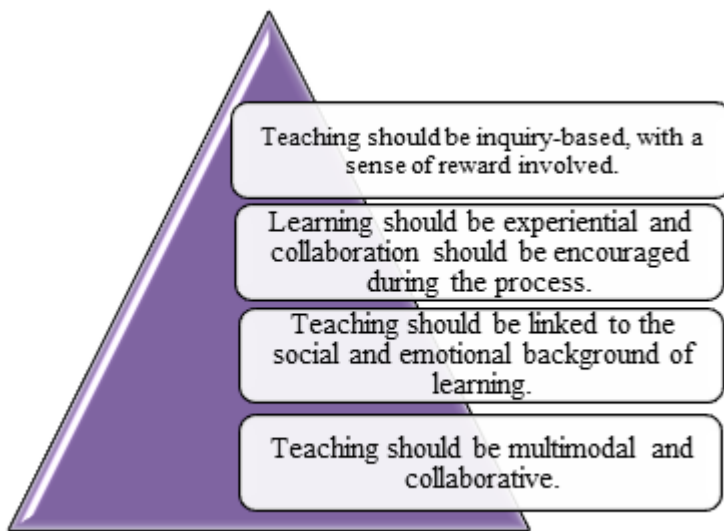 Teaching should be inquiry-based, with a
sense of reward involved.
Learning should be experiential and
collaboration should be encouraged
during the process.
Teaching should be linked to the
social and emotional background of
learning.
Teaching should be multimodal and
collaborative.